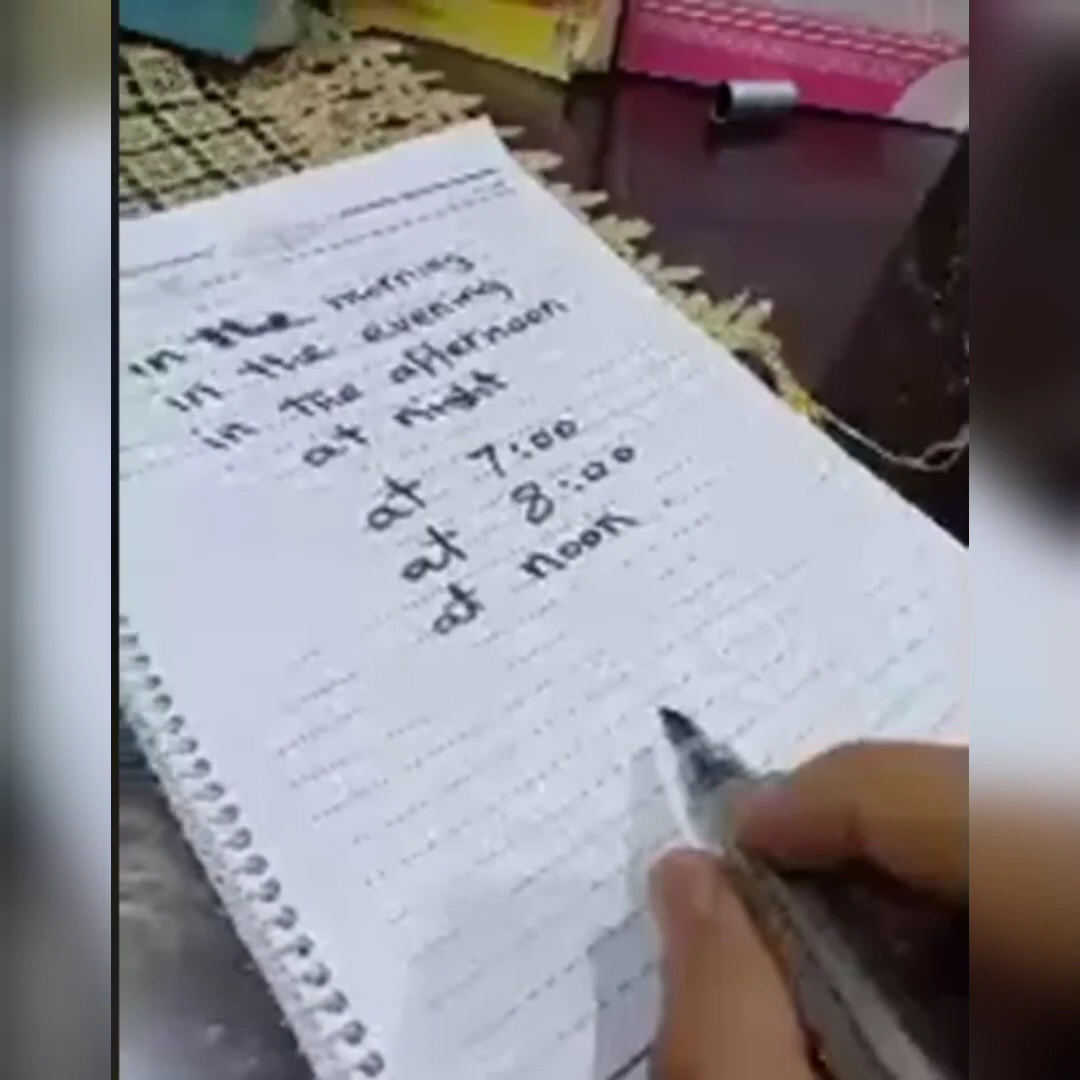 in the morning
in the evening
in the afternoon
at night
at 7:00
at 8:00
at noon